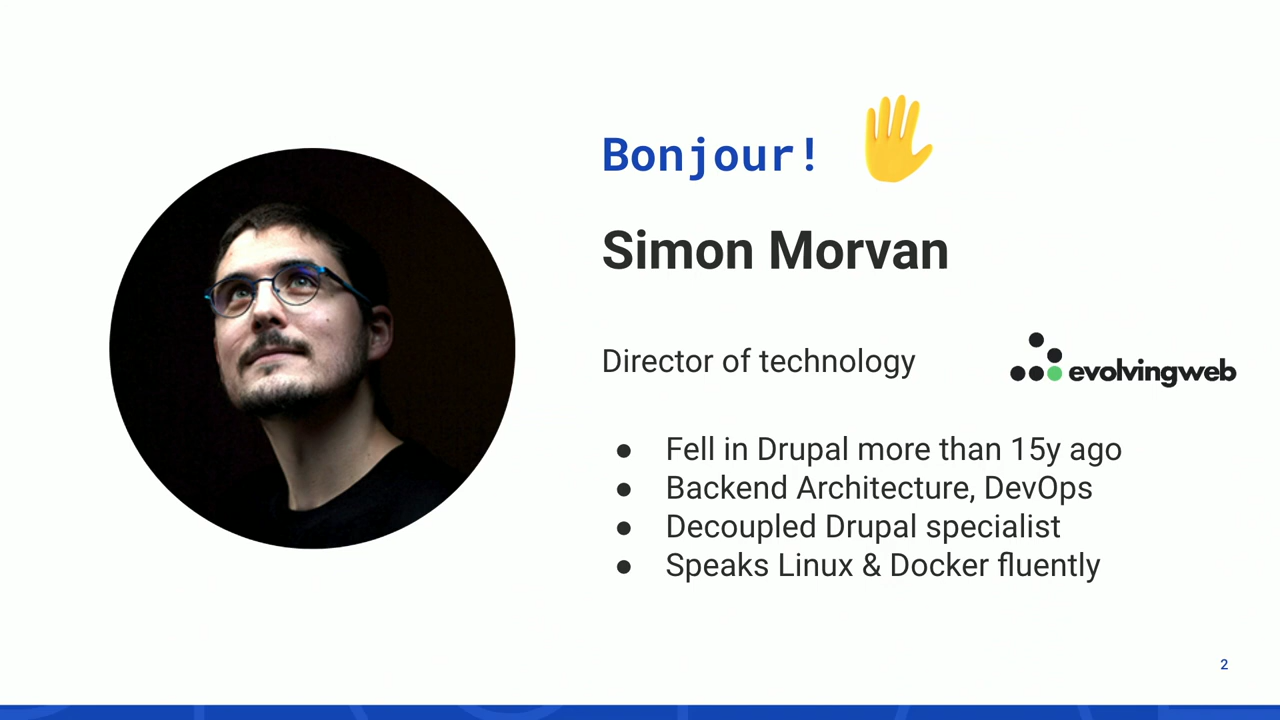 Bonjour!
Simon Morvan
Director of technology
evolvingweb
● Fell in Drupal more than 15y ago
● Backend Architecture, DevOps
● Decoupled Drupal specialist
● Speaks Linux & Docker fluently
2